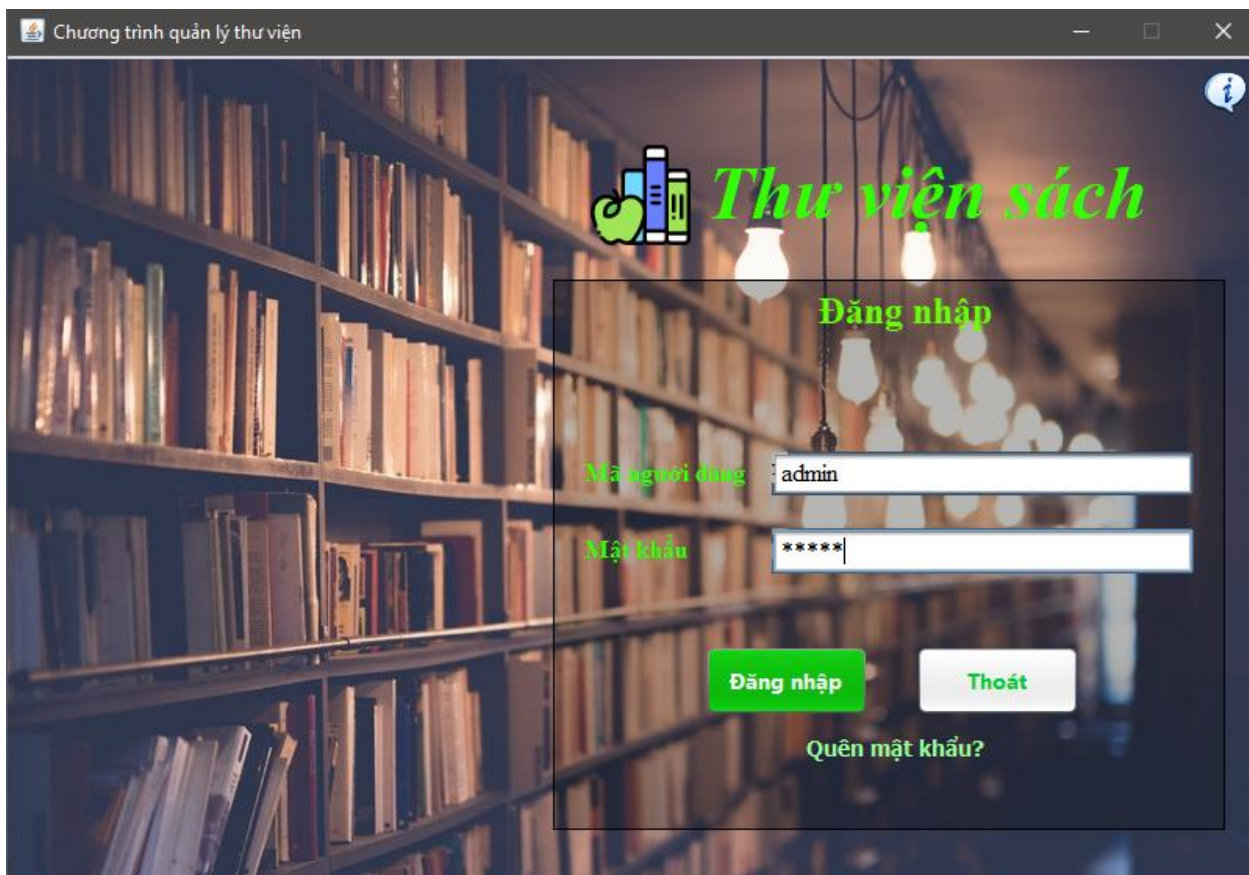 Chương trình quản lý thư viện
Thư viện sách
Đăng nhập
Mã người dùng
admin
Mật khẩu
*****
Đăng nhập
Thoát
Quên mật khẩu?